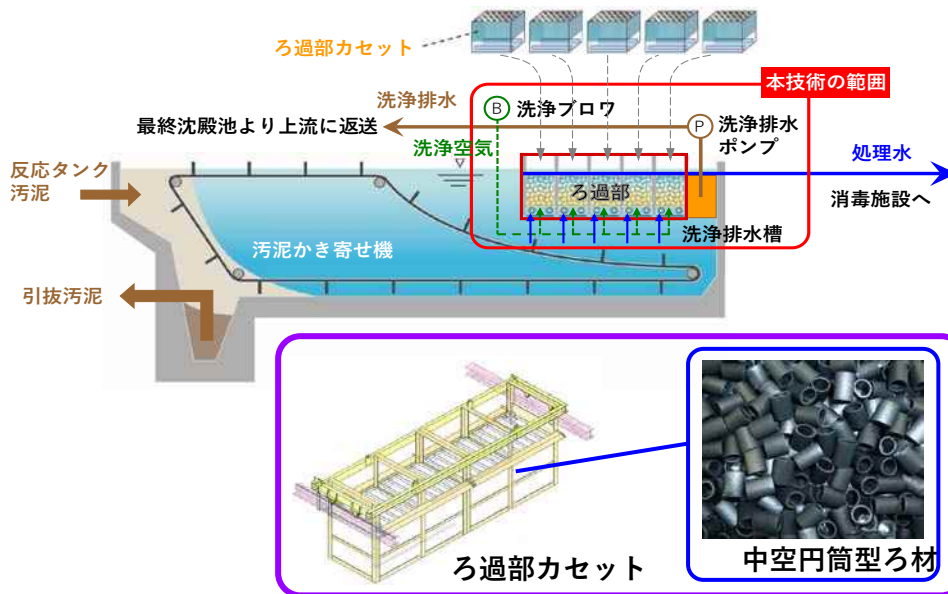 ろ過部カセット
本技術の範囲
洗浄排水
B
洗浄ブロワ
P
洗浄排水
ポンプ
最終沈殿池より上流に返送
洗浄空気
処理水
反応タンク
汚泥
ろ過部
消毒施設へ
洗浄排水槽
汚泥かき寄せ機
引抜汚泥
ろ過部カセット
中空円筒型ろ材